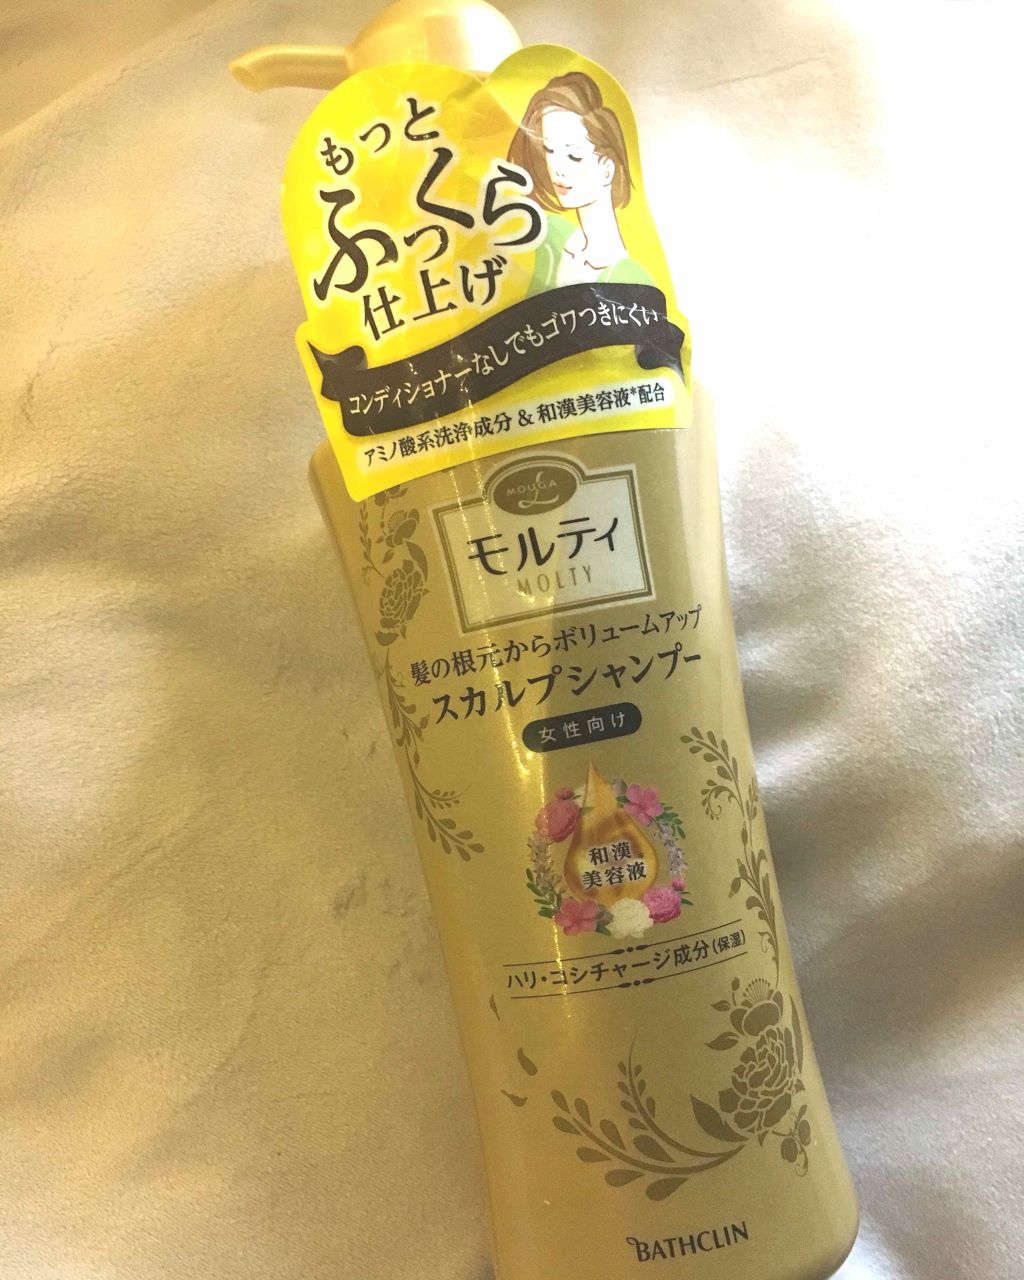 もっと
ふっくら
仕上げ
コンディショナーなしでもゴワつきにくい
アミノ酸系洗浄成分&和漢美容液*配合
MOUGA
L
モルティ
MOLTY
髪の根元からボリュームアップ
スカルプシャンプー
女性向け
和漢*
美容液
ハリ・コシチャージ成分(保湿)
BATHCLIN